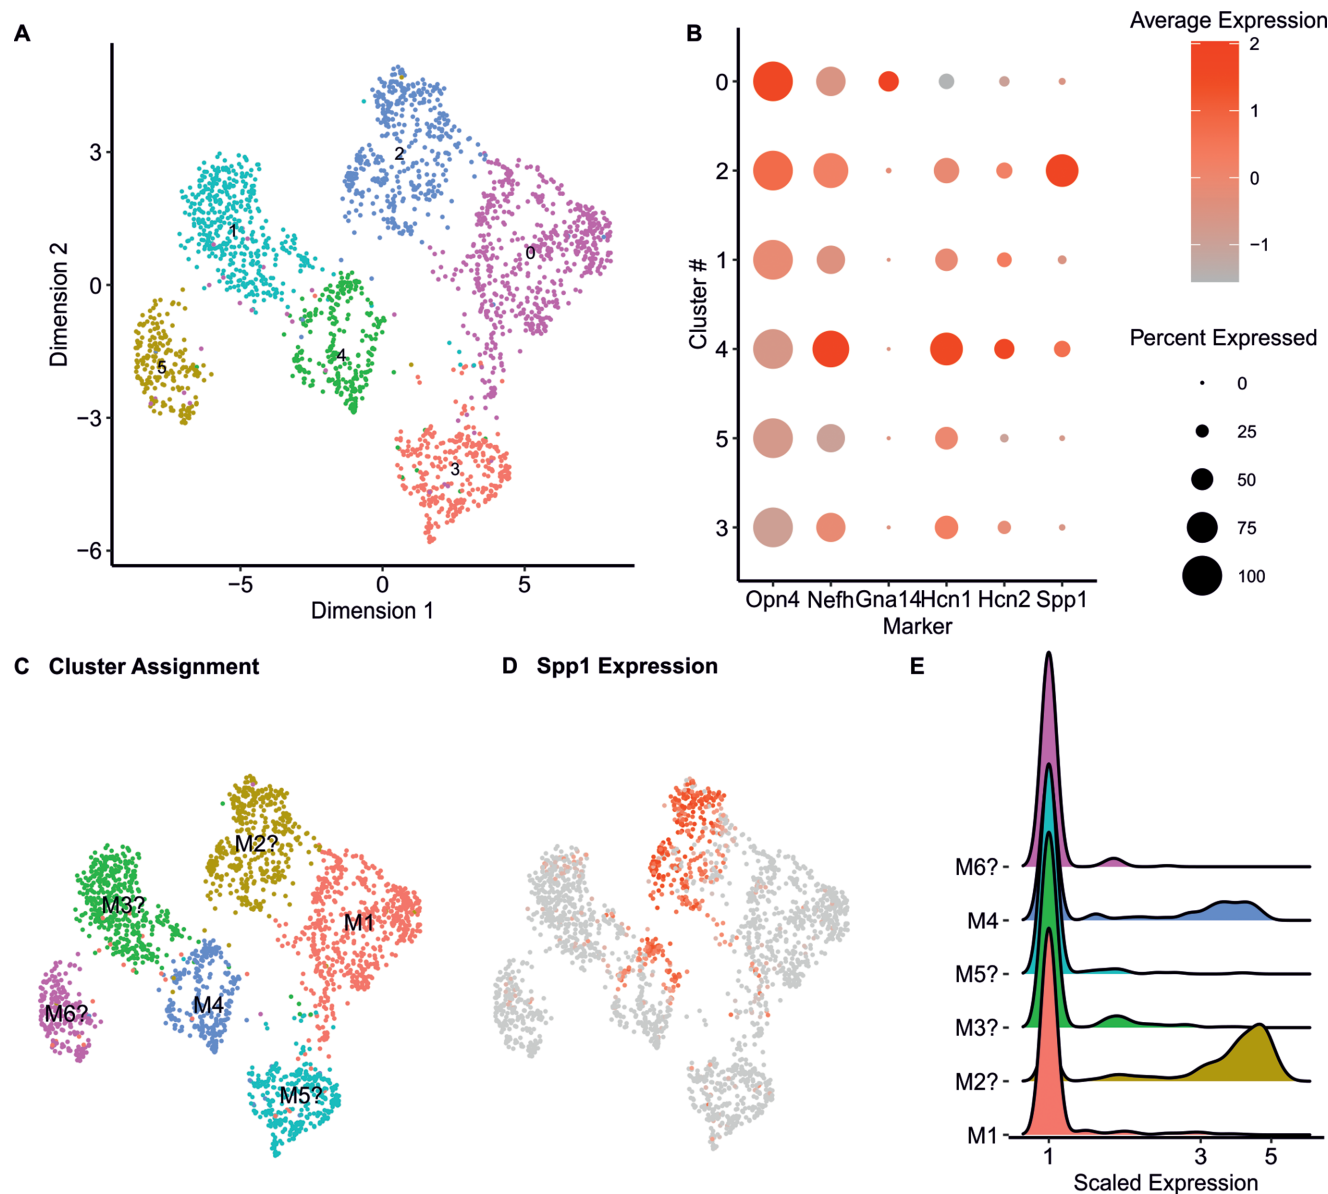 A
3
0
−3
−6
Dimension 2
−5
0
5
Dimension 1
2
1
0
5
4
3
B
0
2
1
4
5
3
Cluster #
Opn4 Nefh Gna14 Hcn1 Hcn2 Spp1
Marker
Average Expression
2
1
0
−1
Percent Expressed
0
25
50
75
100
C Cluster Assignment
M2?
M3?
M1
M6?
M4
M5?
D Spp1 Expression
E
M6?
M4
M5?
M3?
M2?
M1
1
3
5
Scaled Expression